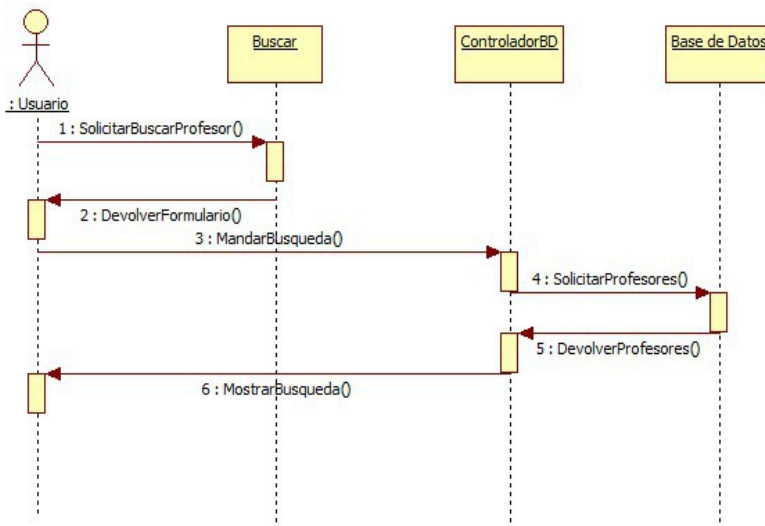 Buscar
ControladorBD
Base de Datos
: Usuario
1 : SolicitarBuscarProfesor()
2 : DevolverFormulario()
3 : MandarBusqueda()
4 : SolicitarProfesores()
5 : DevolverProfesores()
6 : MostrarBusqueda()